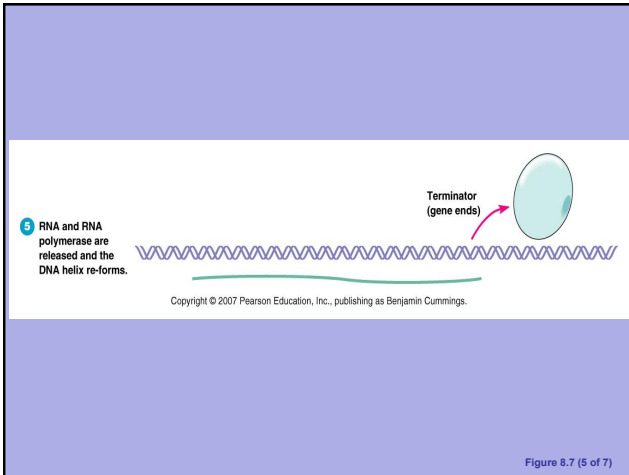 Terminator
(gene ends)
5 RNA and RNA
polymerase are
released and the
DNA helix re-forms.
Copyright © 2007 Pearson Education, Inc., publishing as Benjamin Cummings.
Figure 8.7 (5 of 7)